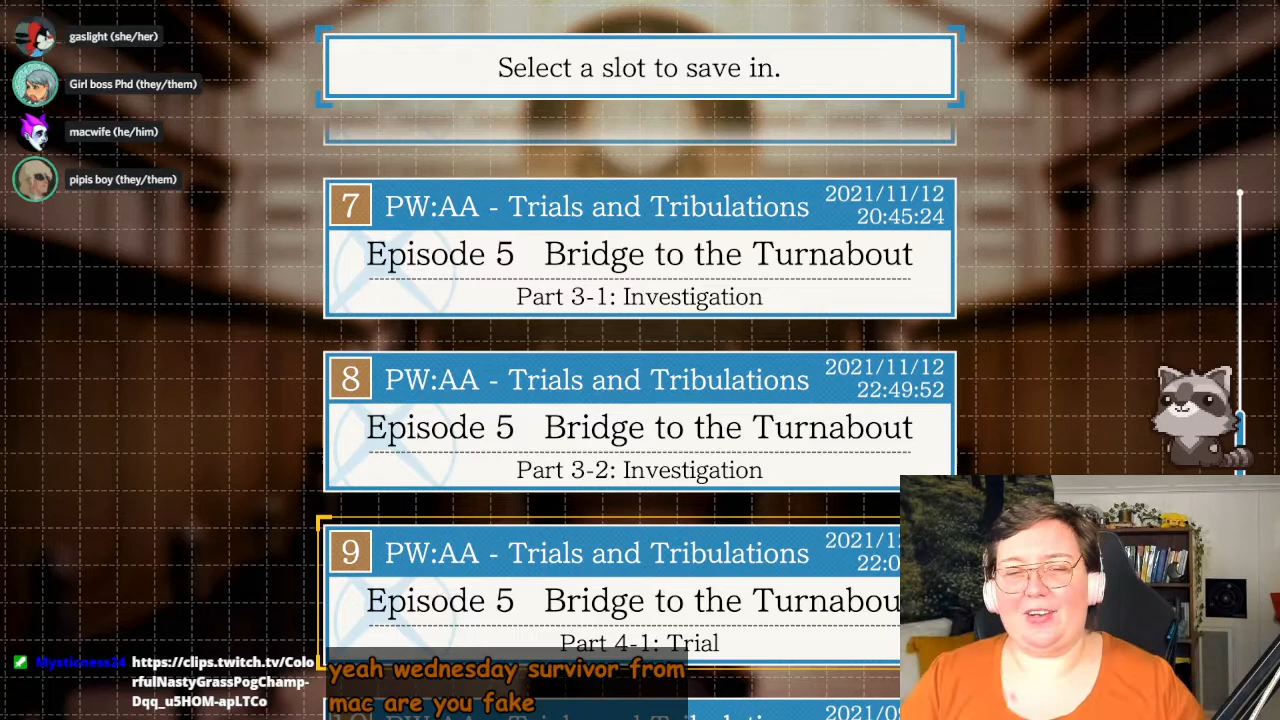 gaslight (she/her)
Girl boss Phd (they/them)
macwife (he/him)
pipis boy (they/them)
Select a slot to save in.
7 PW:AA - Trials and Tribulations 2021/11/12
20:45:24
Episode 5 Bridge to the Turnabout
Part 3-1: Investigation
8 PW:AA - Trials and Tribulations 2021/11/12
22:49:52
Episode 5 Bridge to the Turnabout
Part 3-2: Investigation
9 PW:AA - Trials and Tribulations 2021/1
22:0
Episode 5 Bridge to the Turnabou
Part 4-1: Trial
Mysticness24 https://clips.twitch.tv/Colo
rfulNastyGrassPogChamp-
Dqq_u5HOM-apLTCo
yeah wednesday survivor from
mac are you fake